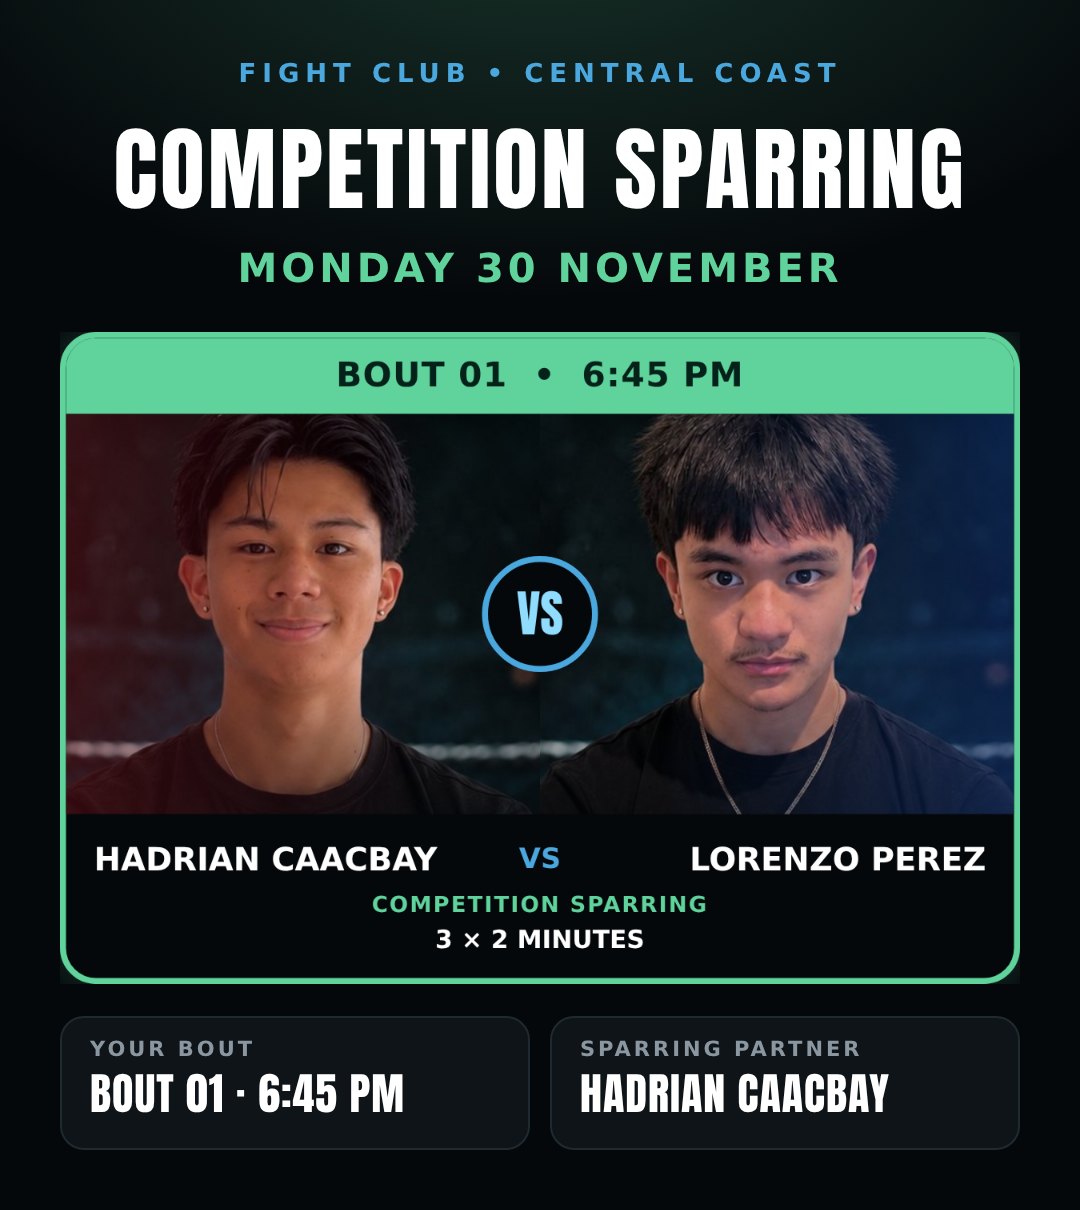 FIGHT CLUB • CENTRAL COAST
COMPETITION SPARRING
MONDAY 30 NOVEMBER
BOUT 01 • 6:45 PM
VS
HADRIAN CAACBAY VS LORENZO PEREZ
COMPETITION SPARRING
3 × 2 MINUTES
YOUR BOUT
BOUT 01 · 6:45 PM
SPARRING PARTNER
HADRIAN CAACBAY